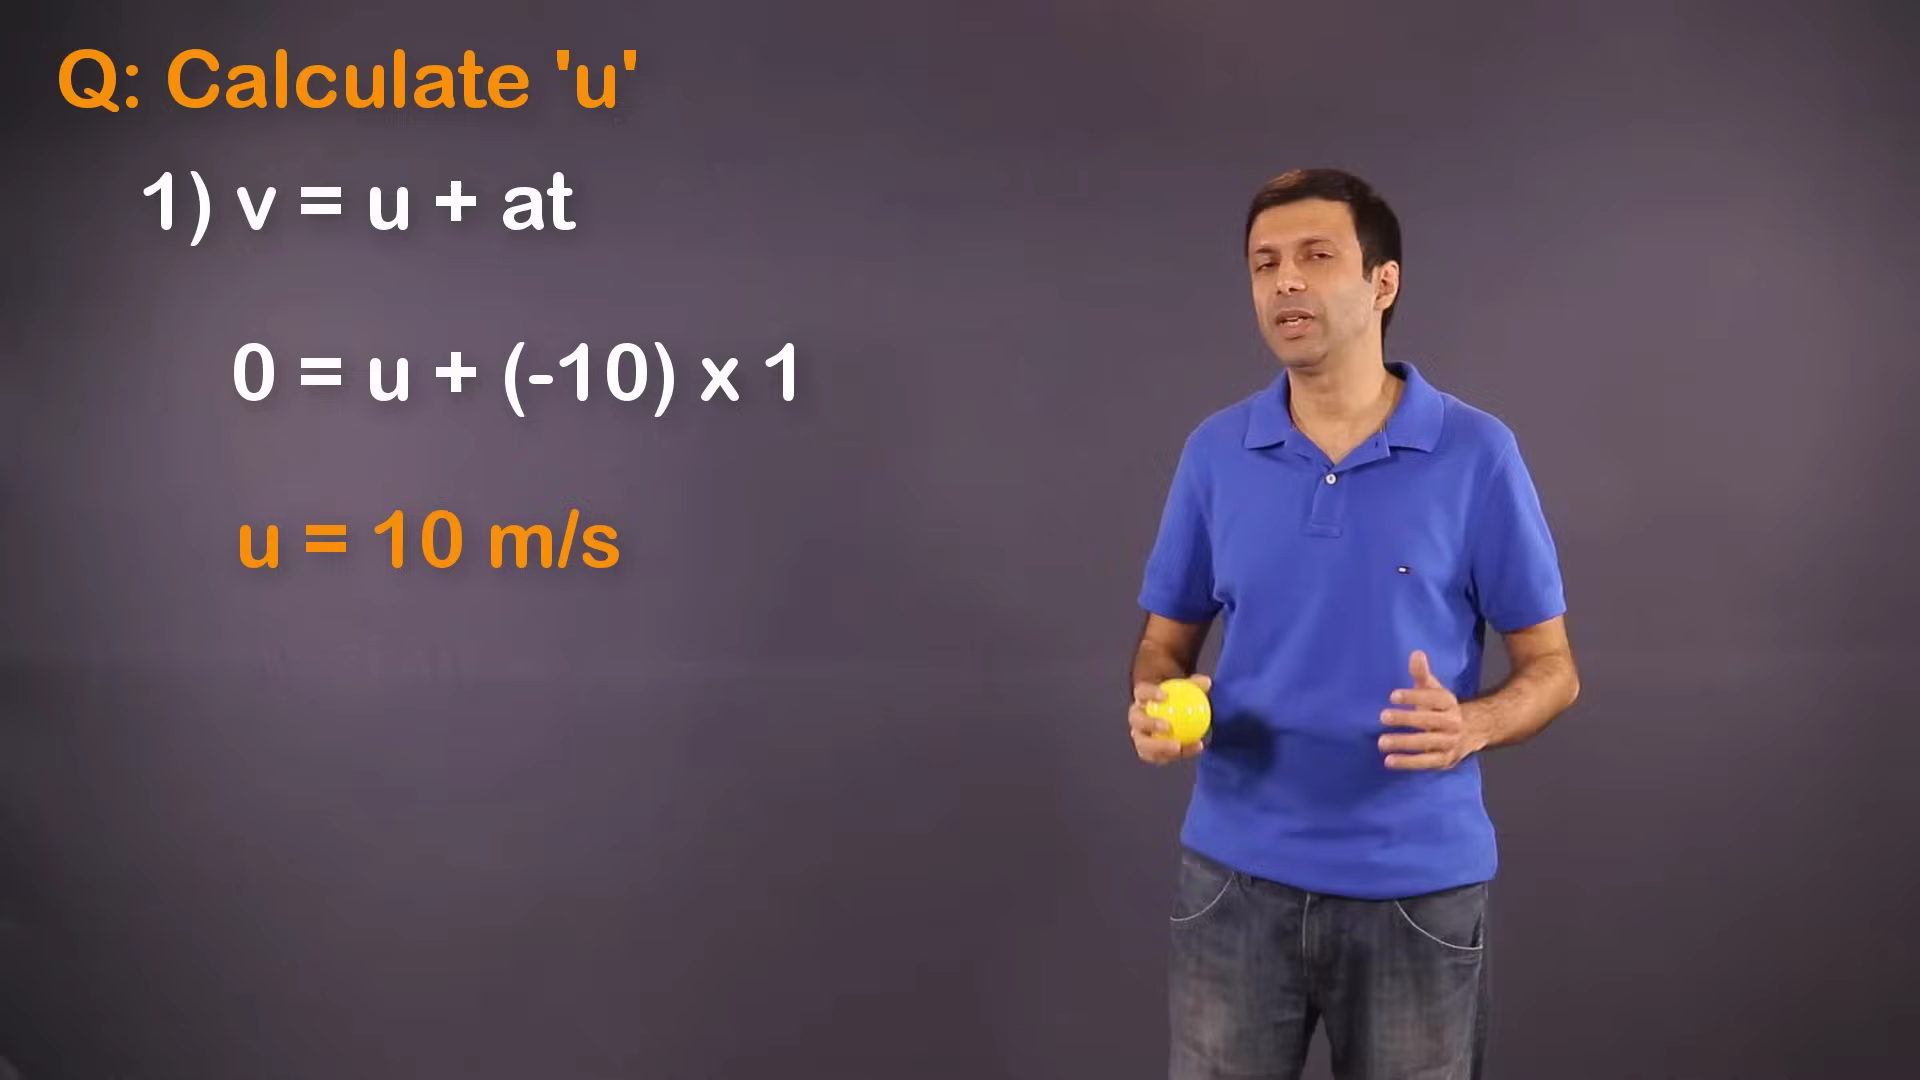 Q: Calculate 'u'
1) v = u + at
0 = u + (-10) x 1
u = 10 m/s